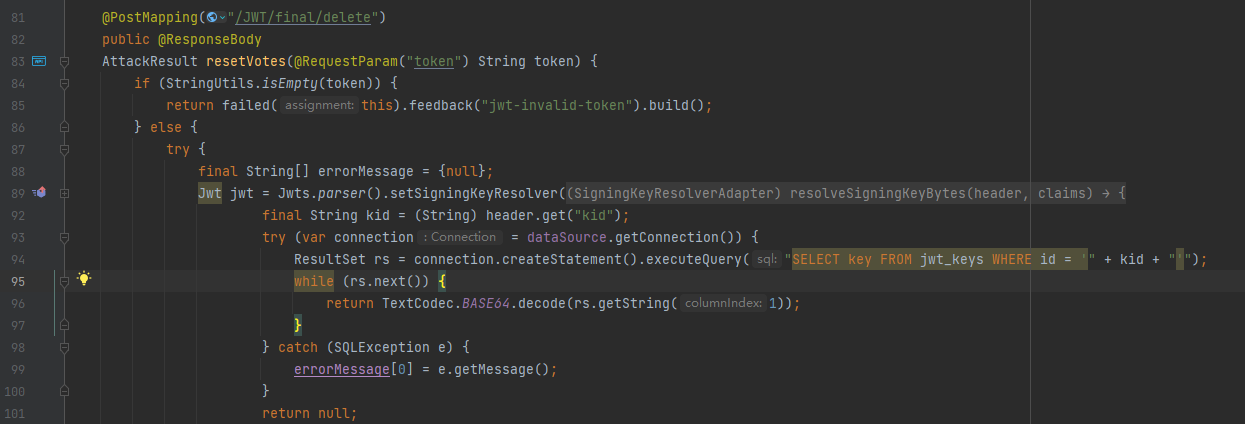 81 @PostMapping("/JWT/final/delete")
82 public @ResponseBody
83 AttackResult resetVotes(@RequestParam("token") String token) {
84 if (StringUtils.isEmpty(token)) {
85 return failed( assignment: this).feedback("jwt-invalid-token").build();
86 } else {
87 try {
88 final String[] errorMessage = {null};
89 Jwt jwt = Jwts.parser().setSigningKeyResolver((SigningKeyResolverAdapter) resolveSigningKeyBytes(header, claims) → {
92 final String kid = (String) header.get("kid");
93 try (var connection : Connection = dataSource.getConnection()) {
94 ResultSet rs = connection.createStatement().executeQuery( sql: "SELECT key FROM jwt_keys WHERE id = '" + kid + "'");
95 while (rs.next()) {
96 return TextCodec.BASE64.decode(rs.getString( columnIndex: 1));
97 }
98 } catch (SQLException e) {
99 errorMessage[0] = e.getMessage();
100 }
101 return null;